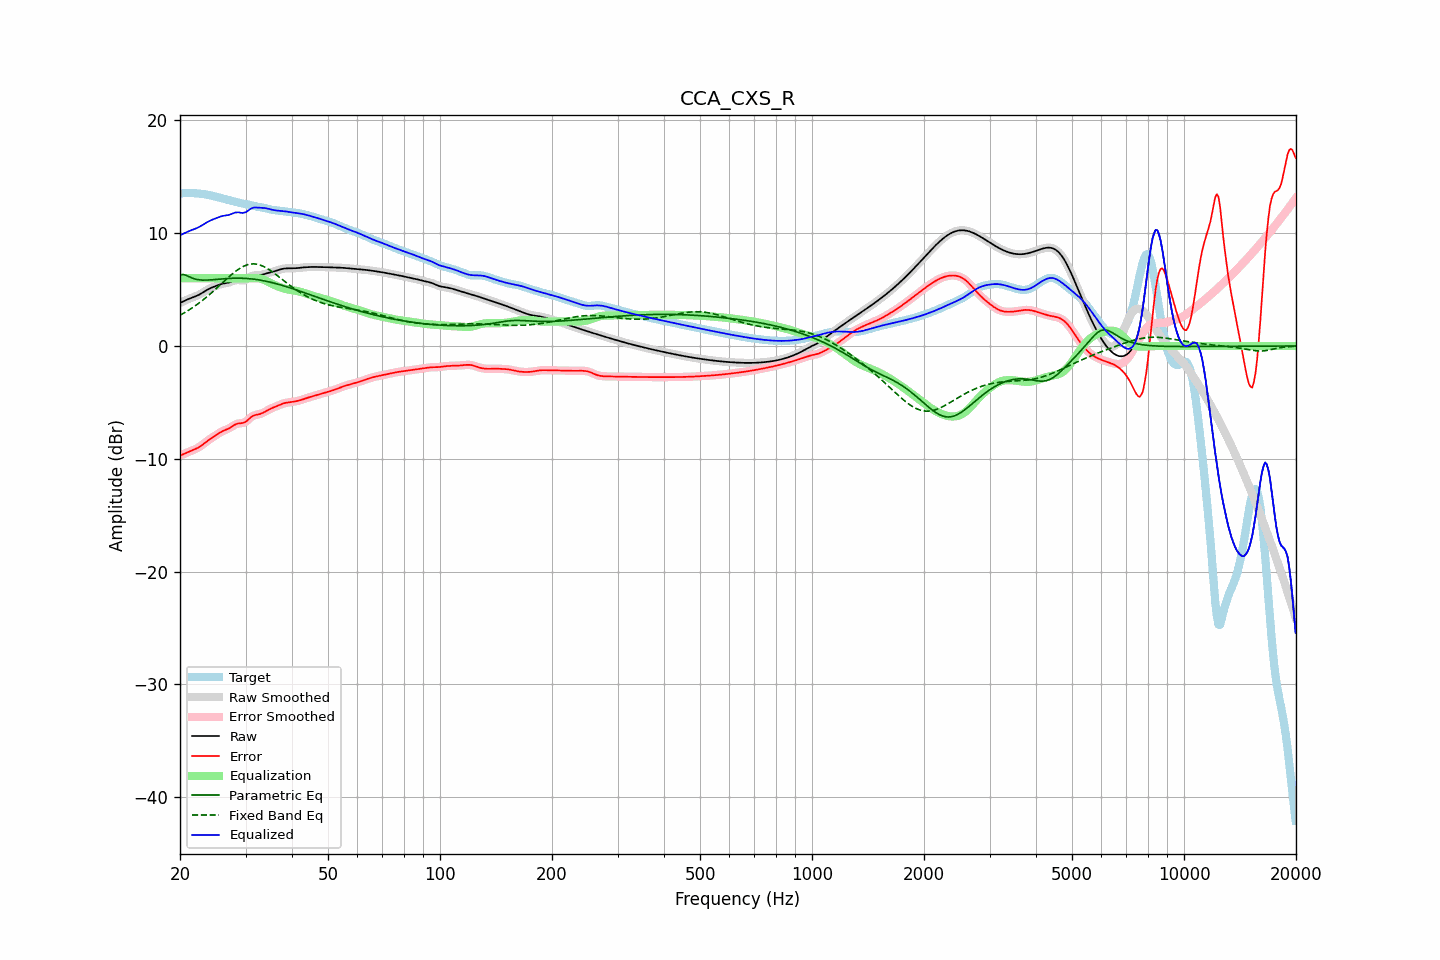 CCA_CXS_R
20
10
0
−10
−20
−30
−40
Amplitude (dBr)
Target
Raw Smoothed
Error Smoothed
Raw
Error
Equalization
Parametric Eq
Fixed Band Eq
Equalized
20 50 100 200 500 1000 2000 5000 10000 20000
Frequency (Hz)